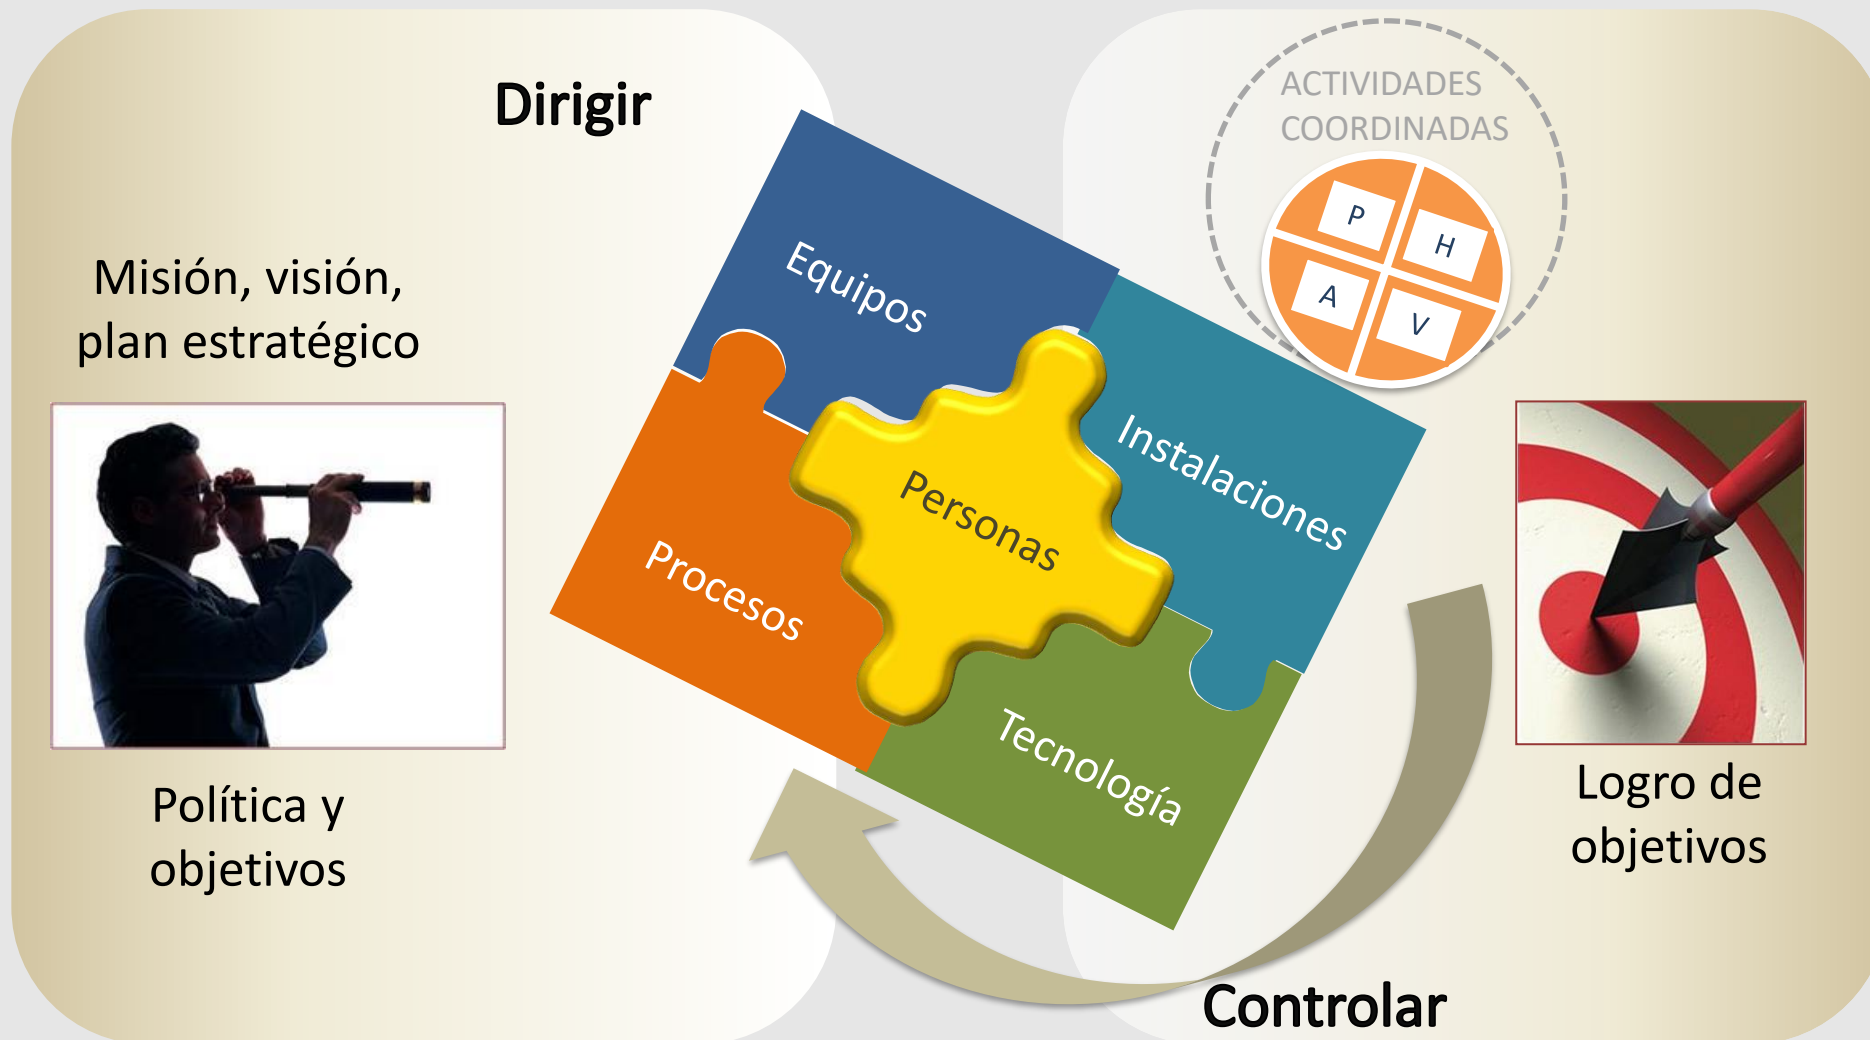 Dirigir
Misión, visión,
plan estratégico
Política y
objetivos
Equipos
Instalaciones
Personas
Procesos
Tecnología
ACTIVIDADES
COORDINADAS
P
H
A
V
Logro de
objetivos
Controlar